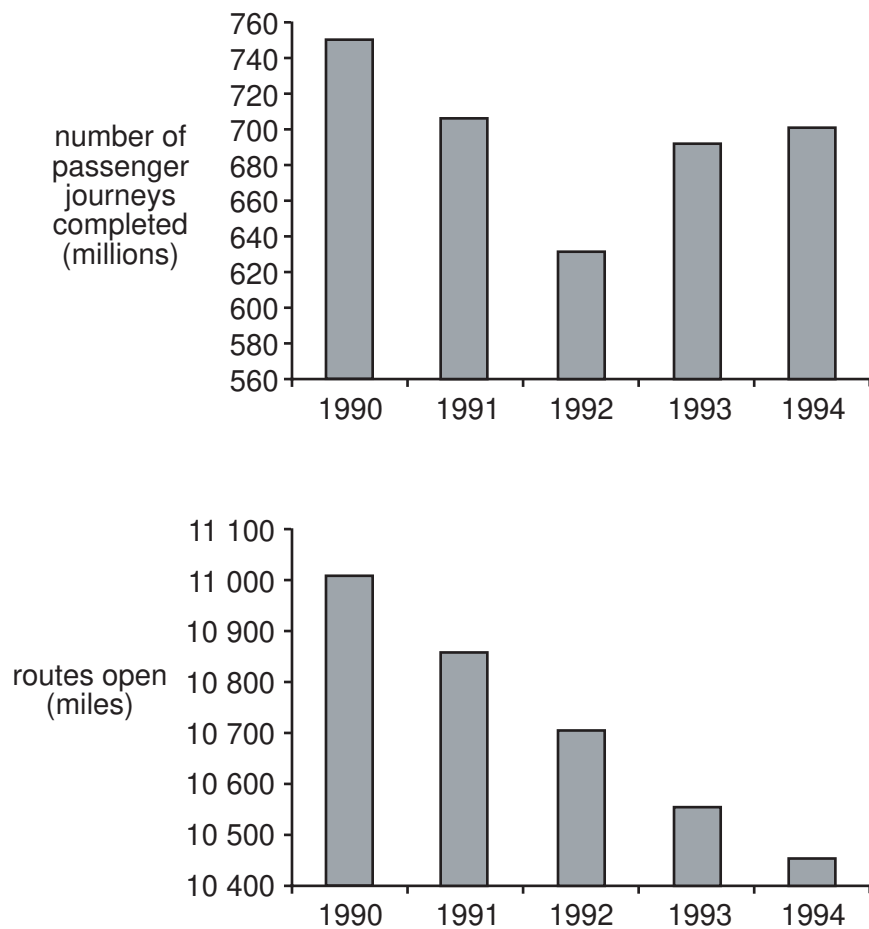 760
740
720
700
680
660
640
620
600
580
560
number of
passenger
journeys
completed
(millions)
1990 1991 1992 1993 1994
11 100
11 000
10 900
10 800
10 700
10 600
10 500
10 400
routes open
(miles)
1990 1991 1992 1993 1994